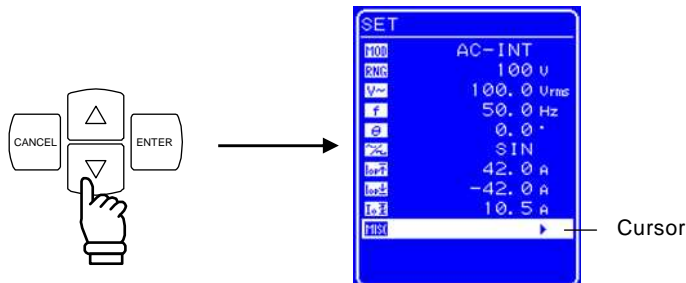 CANCEL
△
▽
ENTER
SET
MOD AC-INT
RNG 100 V
V~ 100.0 Vrms
f 50.0 Hz
θ 0.0 °
SIN
42.0 A
-42.0 A
10.5 A
MISC ▶
Cursor